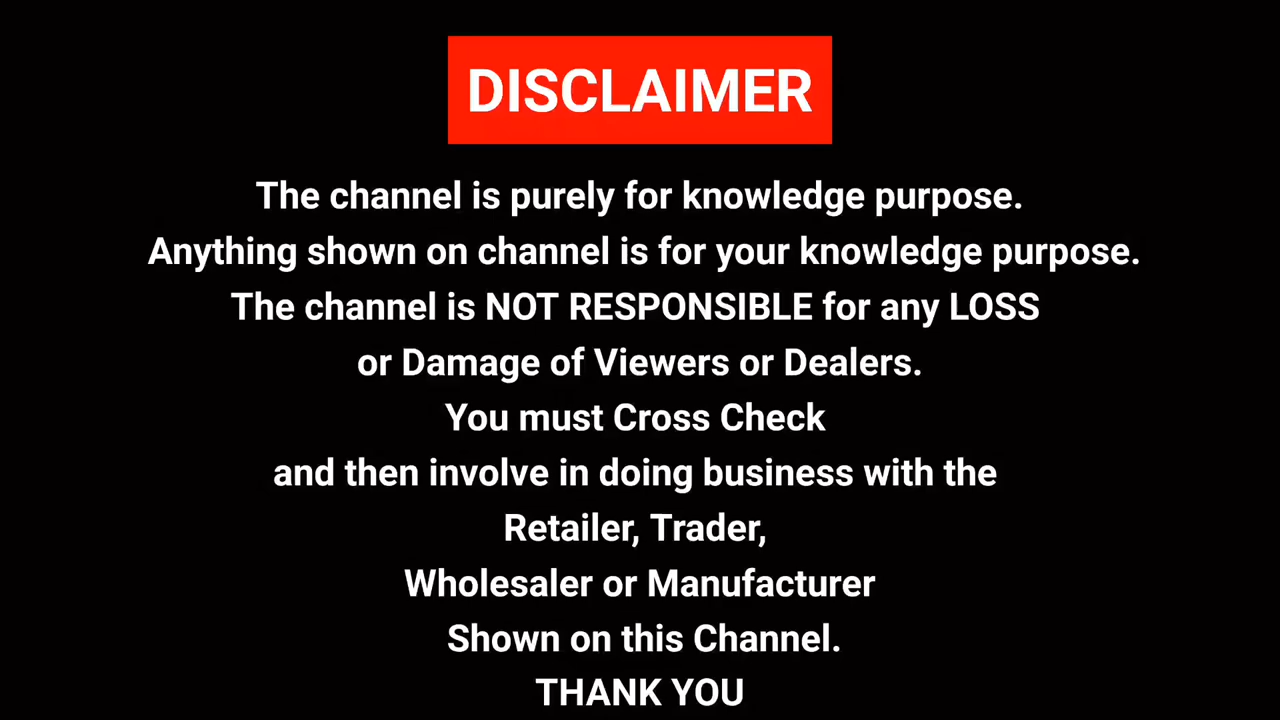 DISCLAIMER
The channel is purely for knowledge purpose.
Anything shown on channel is for your knowledge purpose.
The channel is NOT RESPONSIBLE for any LOSS
or Damage of Viewers or Dealers.
You must Cross Check
and then involve in doing business with the
Retailer, Trader,
Wholesaler or Manufacturer
Shown on this Channel.
THANK YOU